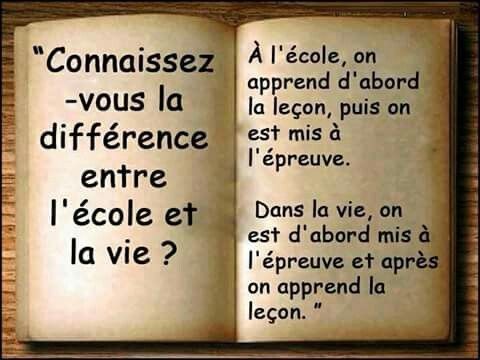 “Connaissez
-vous la
différence
entre
l'école et
la vie ?
À l'école, on
apprend d'abord
la leçon, puis on
est mis à
l'épreuve.
Dans la vie, on
est d'abord mis à
l'épreuve et après
on apprend la
leçon. ”